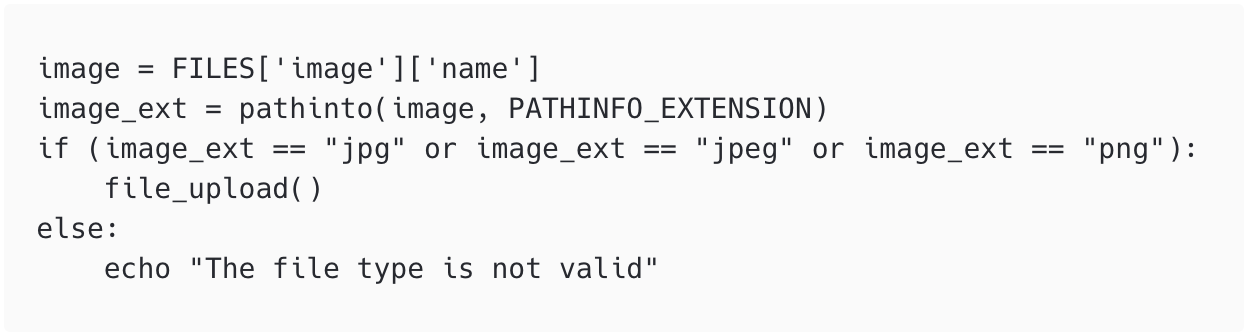 image = FILES['image']['name']
image_ext = pathinto(image, PATHINFO_EXTENSION)
if (image_ext == "jpg" or image_ext == "jpeg" or image_ext == "png"):
    file_upload()
else:
    echo "The file type is not valid"